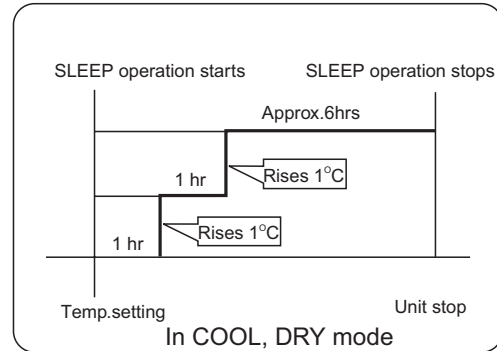 SLEEP operation starts
SLEEP operation stops
Approx.6hrs
1 hr
Rises 1°C
1 hr
Rises 1°C
Temp.setting
Unit stop
In COOL, DRY mode